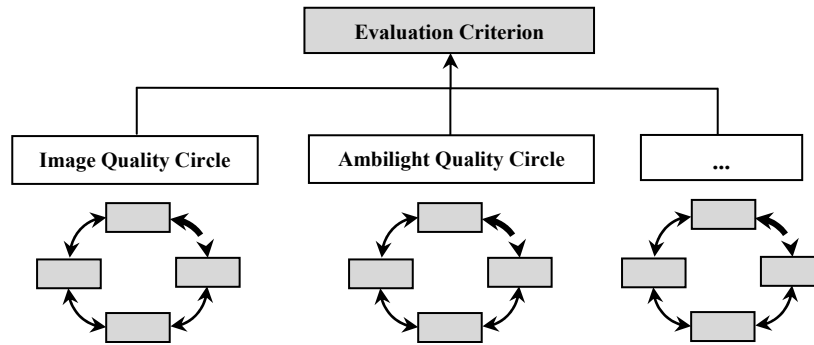 Evaluation Criterion
Image Quality Circle
Ambilight Quality Circle
...